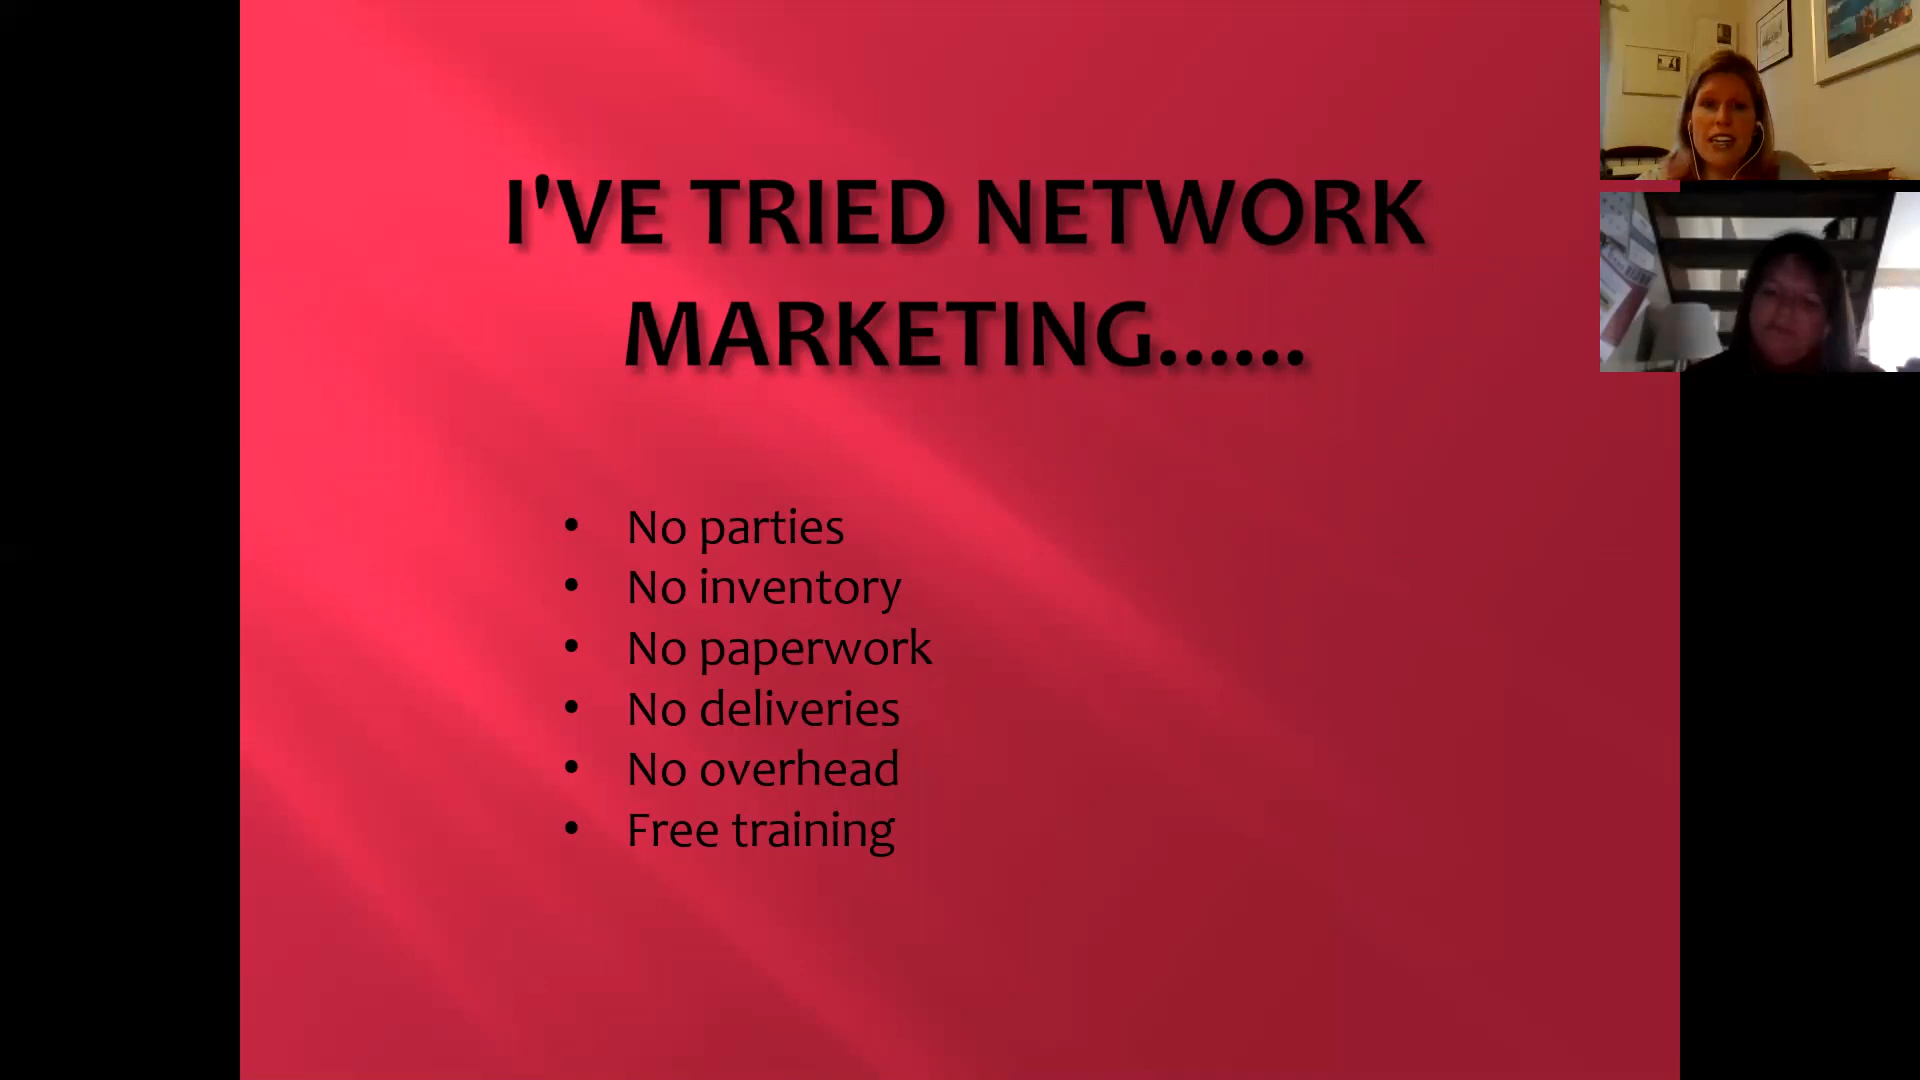 I'VE TRIED NETWORK
MARKETING......
• No parties
• No inventory
• No paperwork
• No deliveries
• No overhead
• Free training